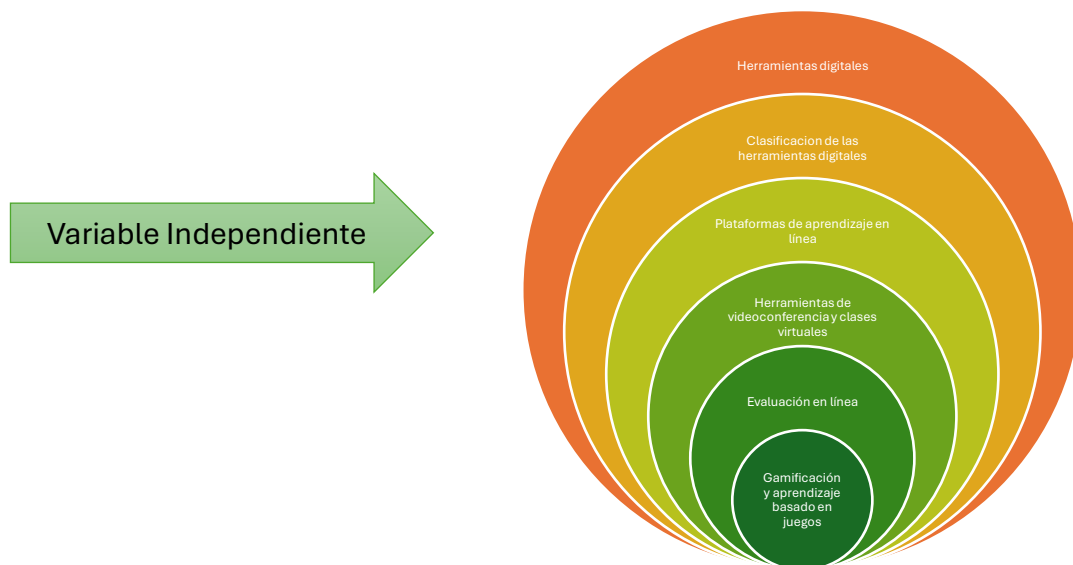 Variable Independiente
Herramientas digitales
Clasificacion de las
herramientas digitales
Plataformas de aprendizaje en
línea
Herramientas de
videoconferencia y clases
virtuales
Evaluación en línea
Gamificación
y aprendizaje
basado en
juegos